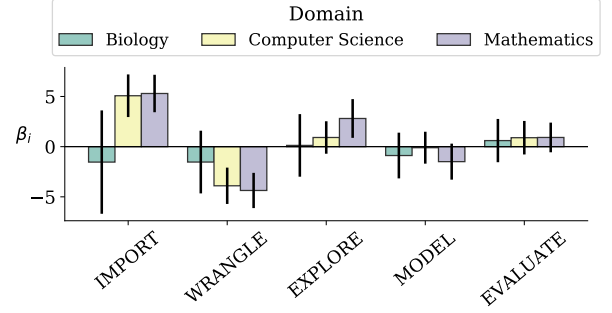 Domain
Biology Computer Science Mathematics
5
βi
0
−5
IMPORT WRANGLE EXPLORE MODEL EVALUATE